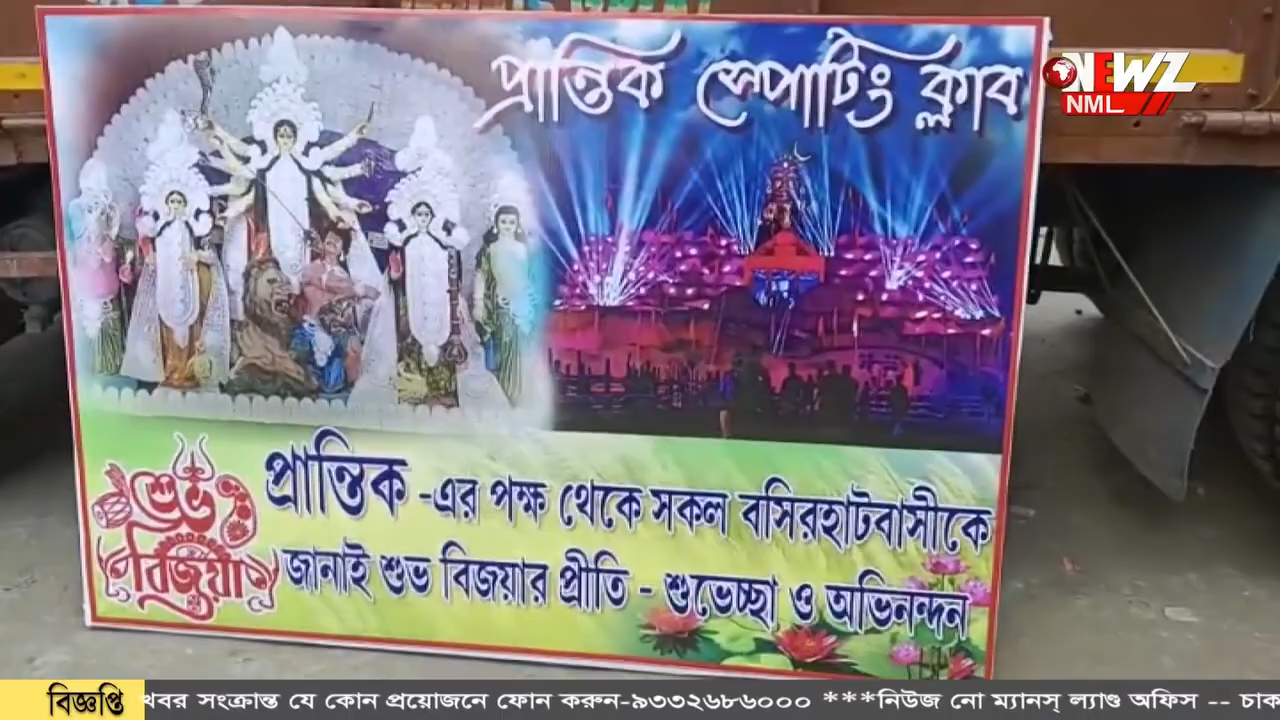 প্রান্তিক স্পোর্টিং ক্লাব
NEWZ
NML
শুভ
বিজয়া
প্রান্তিক -এর পক্ষ থেকে সকল বসিরহাটবাসীকে
জানাই শুভ বিজয়ার প্রীতি - শুভেচ্ছা ও অভিনন্দন
বিজ্ঞপ্তি
খবর সংক্রান্ত যে কোন প্রয়োজনে ফোন করুন-৯৩৩২৬৮৬০০০ ***নিউজ নো ম্যানস্ ল্যাণ্ড অফিস -- চাক